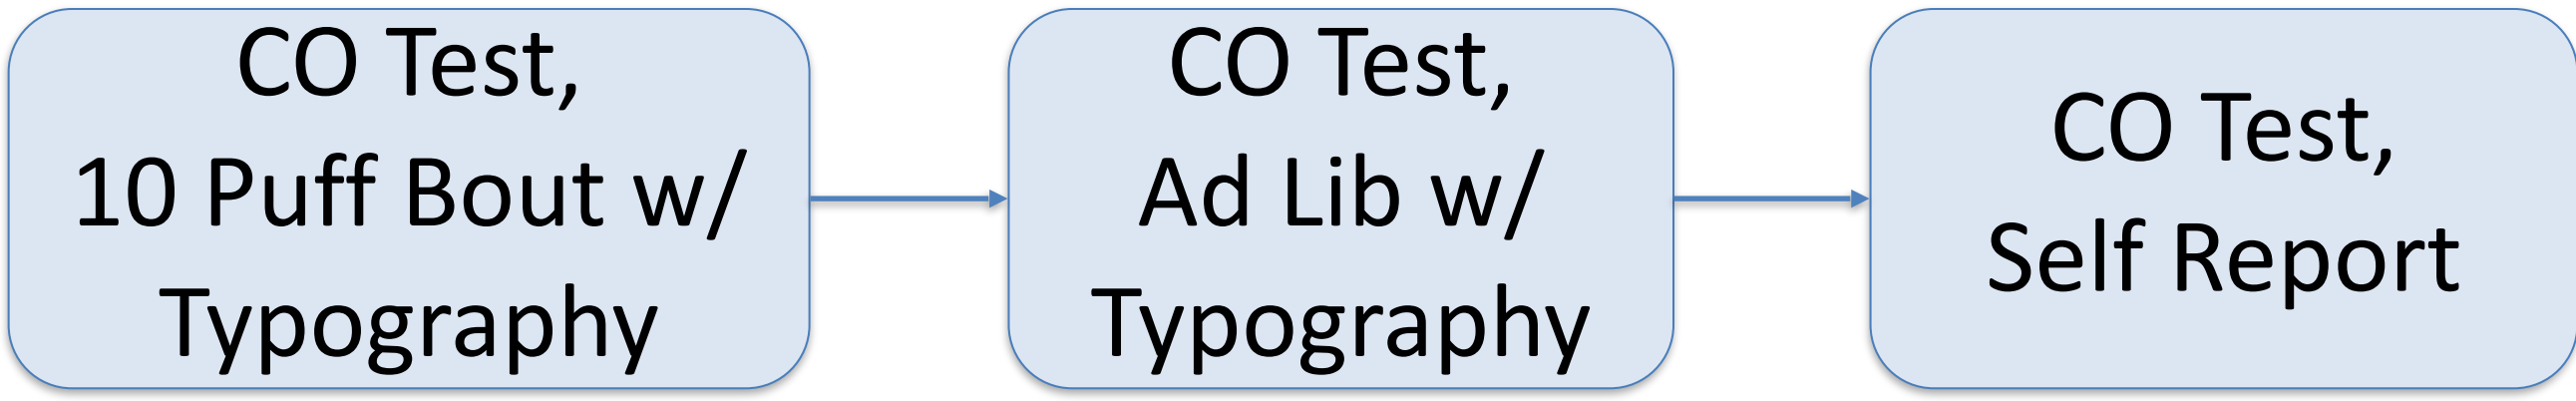 CO Test,
10 Puff Bout w/
Typography
CO Test,
Ad Lib w/
Typography
CO Test,
Self Report